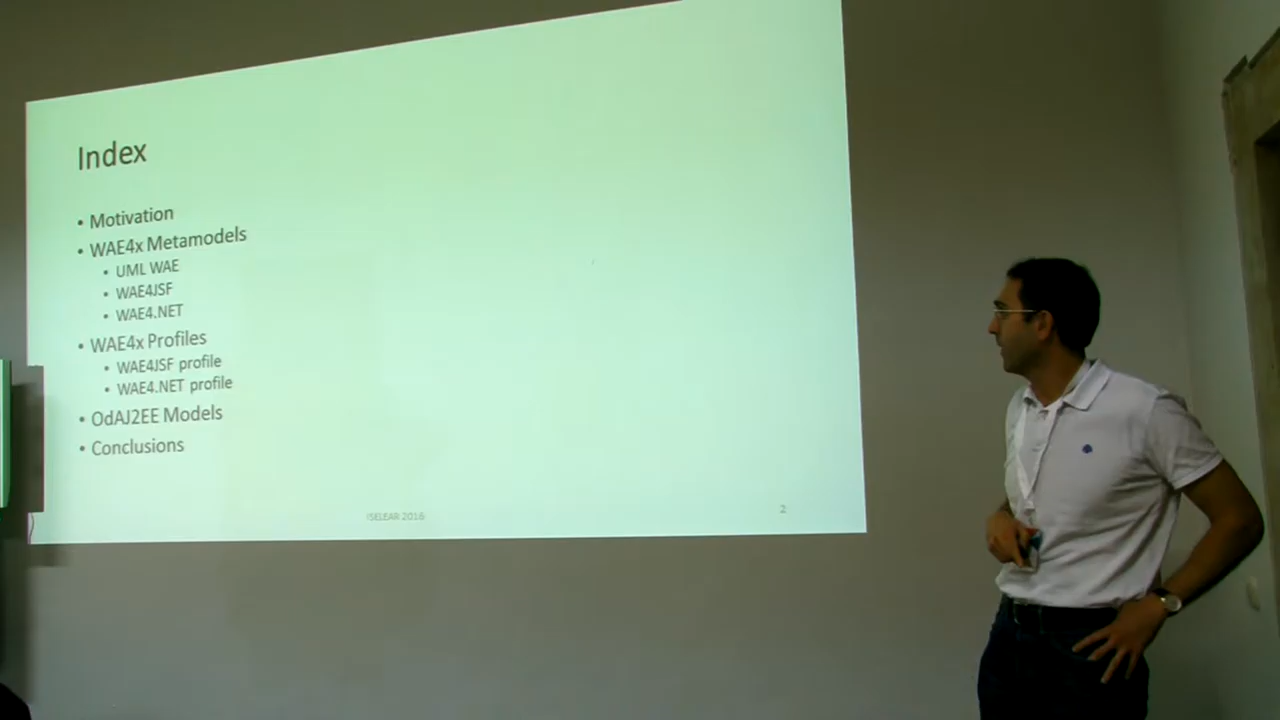 Index
• Motivation
• WAE4x Metamodels
• UML WAE
• WAE4JSF
• WAE4.NET
• WAE4x Profiles
• WAE4JSF profile
• WAE4.NET profile
• OdAJ2EE Models
• Conclusions
ISELEAR 2016
2